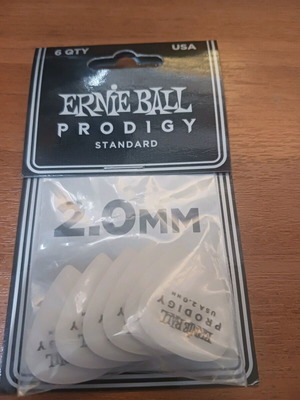 6 QTY USA
ERNIE BALL
PRODIGY
STANDARD
2.0MM
ERNIE BALL
PRODIGY
USA 2.0mm